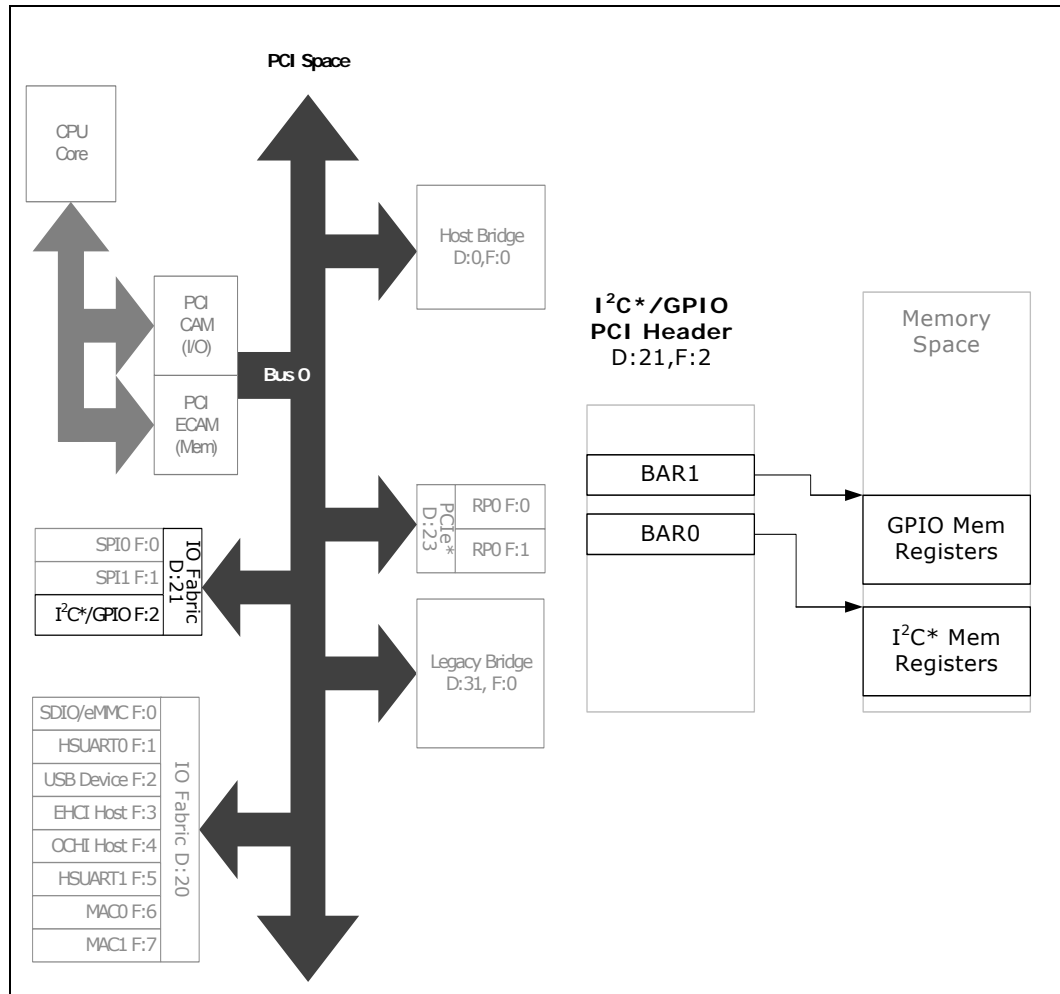 PCI Space
CPU
Core
Host Bridge
D:0,F:0
PCI
CAM
(I/O)
Bus 0
PCI
ECAM
(Mem)
I²C*/GPIO
PCI Header
D:21,F:2
Memory
Space
BAR1
BAR0
GPIO Mem
Registers
I²C* Mem
Registers
PCIe*
D:23
RP0 F:0
RP0 F:1
SPI0 F:0
SPI1 F:1
I²C*/GPIO F:2
IO Fabric
D:21
Legacy Bridge
D:31, F:0
SDIO/eMMC F:0
HSUART0 F:1
USB Device F:2
EHCI Host F:3
OCHI Host F:4
HSUART1 F:5
MAC0 F:6
MAC1 F:7
IO Fabric D:20